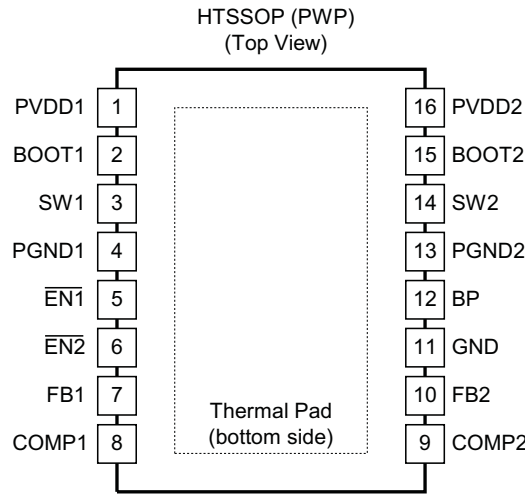 HTSSOP (PWP)
(Top View)
PVDD1 1 16 PVDD2
BOOT1 2 15 BOOT2
SW1 3 14 SW2
PGND1 4 13 PGND2
E̅N̅1̅ 5 12 BP
E̅N̅2̅ 6 11 GND
FB1 7 10 FB2
COMP1 8 9 COMP2
Thermal Pad
(bottom side)